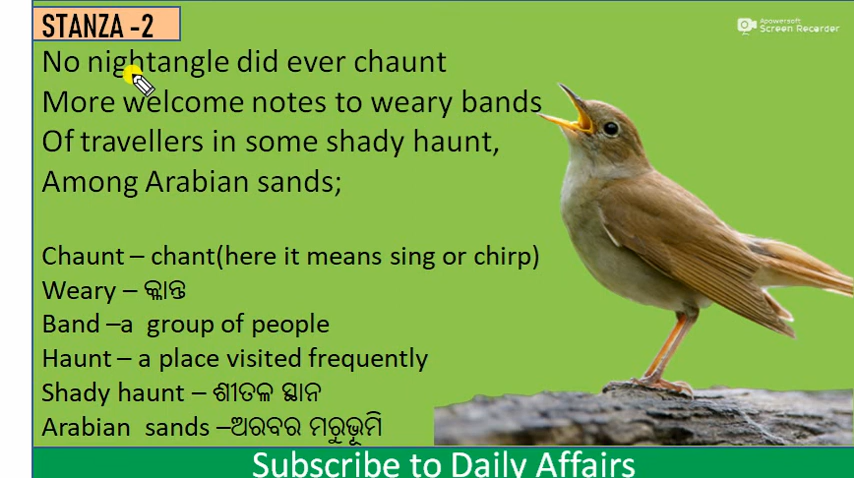 STANZA -2
Apowersoft
Screen Recorder
No nightangle did ever chaunt
More welcome notes to weary bands
Of travellers in some shady haunt,
Among Arabian sands;
Chaunt – chant(here it means sing or chirp)
Weary – କ୍ଳାନ୍ତ
Band –a group of people
Haunt – a place visited frequently
Shady haunt – ଶୀତଳ ସ୍ଥାନ
Arabian sands –ଅରବର ମରୁଭୂମି
Subscribe to Daily Affairs